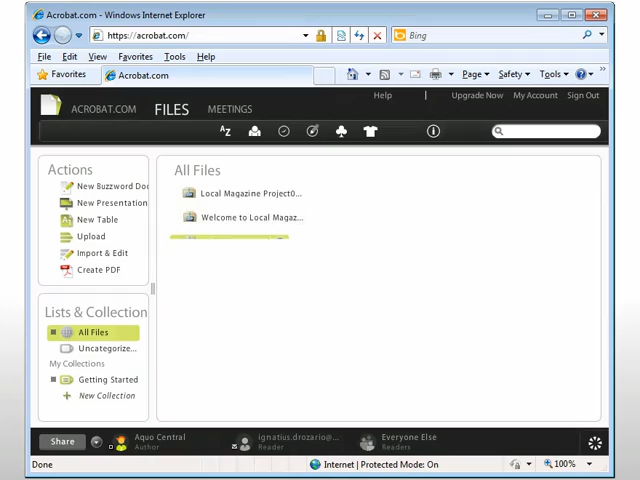 Acrobat.com - Windows Internet Explorer
https://acrobat.com/
Bing
File Edit View Favorites Tools Help
Favorites Acrobat.com Page Safety Tools
Help | Upgrade Now My Account Sign Out
ACROBAT.COM FILES MEETINGS
AZ
Actions
New Buzzword Doc
New Presentation
New Table
Upload
Import & Edit
Create PDF
All Files
Local Magazine Project0...
Welcome to Local Magaz...
Lists & Collection
All Files
Uncategorize...
My Collections
Getting Started
New Collection
Share
Aquo Central
Author
ignatius.drozario@...
Reader
Everyone Else
Reader
Done Internet | Protected Mode: On 100%